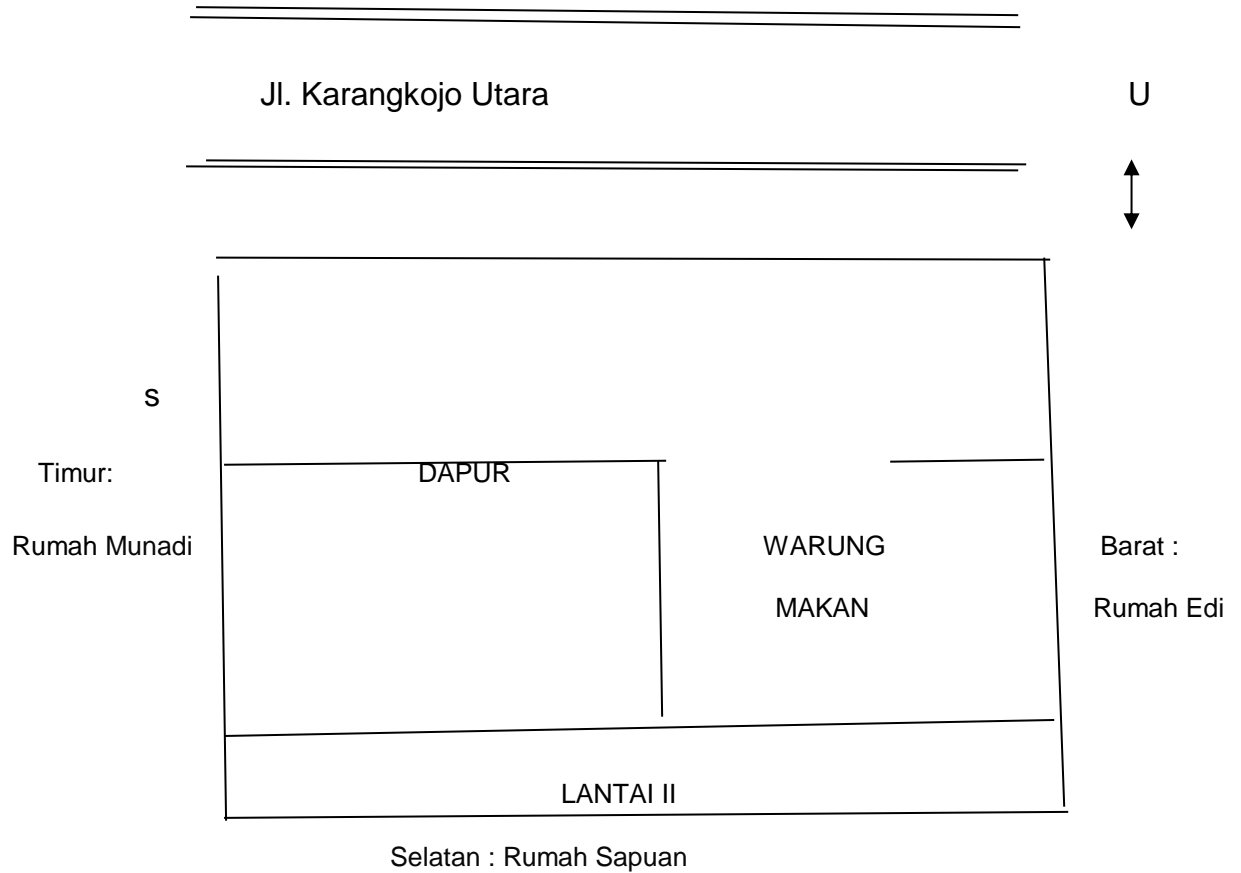 Jl. Karangkojo Utara
U
s
Timur:
DAPUR
Rumah Munadi
WARUNG
Barat :
MAKAN
Rumah Edi
LANTAI II
Selatan : Rumah Sapuan